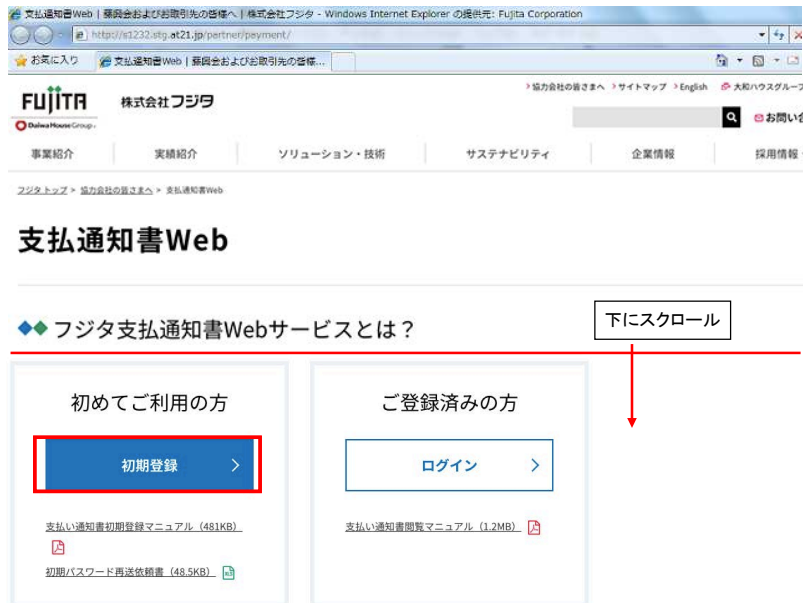 支払通知書Web | 藤興会およびお取引先の皆様へ | 株式会社フジタ - Windows Internet Explorer の提供元: Fujita Corporation
http://s1232.stg.at21.jp/partner/payment/
お気に入り 支払通知書Web | 藤興会およびお取引先の皆様...
協力会社の皆さまへ サイトマップ English 大和ハウスグループ
FUJITA 株式会社フジタ
Daiwa House Group
お問い合
事業紹介 実績紹介 ソリューション・技術 サステナビリティ 企業情報 採用情報
フジタ トップ > 協力会社の皆さまへ > 支払通知書Web
支払通知書Web
フジタ支払通知書Webサービスとは？
下にスクロール
初めてご利用の方
初期登録
支払い通知書初期登録マニュアル（481KB）
初期パスワード再送依頼書（48.5KB）
ご登録済みの方
ログイン
支払い通知書閲覧マニュアル（1.2MB）